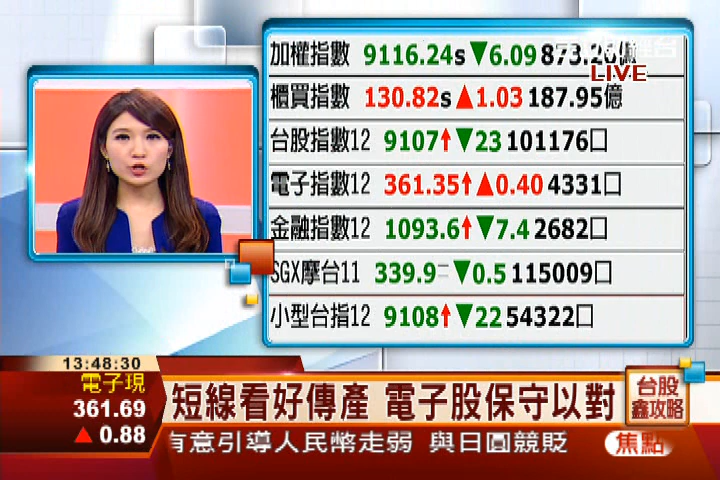 加權指數 9116.24s ▼6.09 873.20億
LIVE
櫃買指數 130.82s ▲1.03 187.95億
台股指數12 9107↑ ▼23 101176口
電子指數12 361.35↑ ▲0.40 4331口
金融指數12 1093.6↑ ▼7.4 2682口
SGX摩台11 339.9= ▼0.5 115009口
小型台指12 9108↑ ▼22 54322口
13:48:30
電子現
361.69
▲ 0.88
短線看好傳產 電子股保守以對
台股
鑫攻略
有意引導人民幣走弱 與日圓競貶
焦點